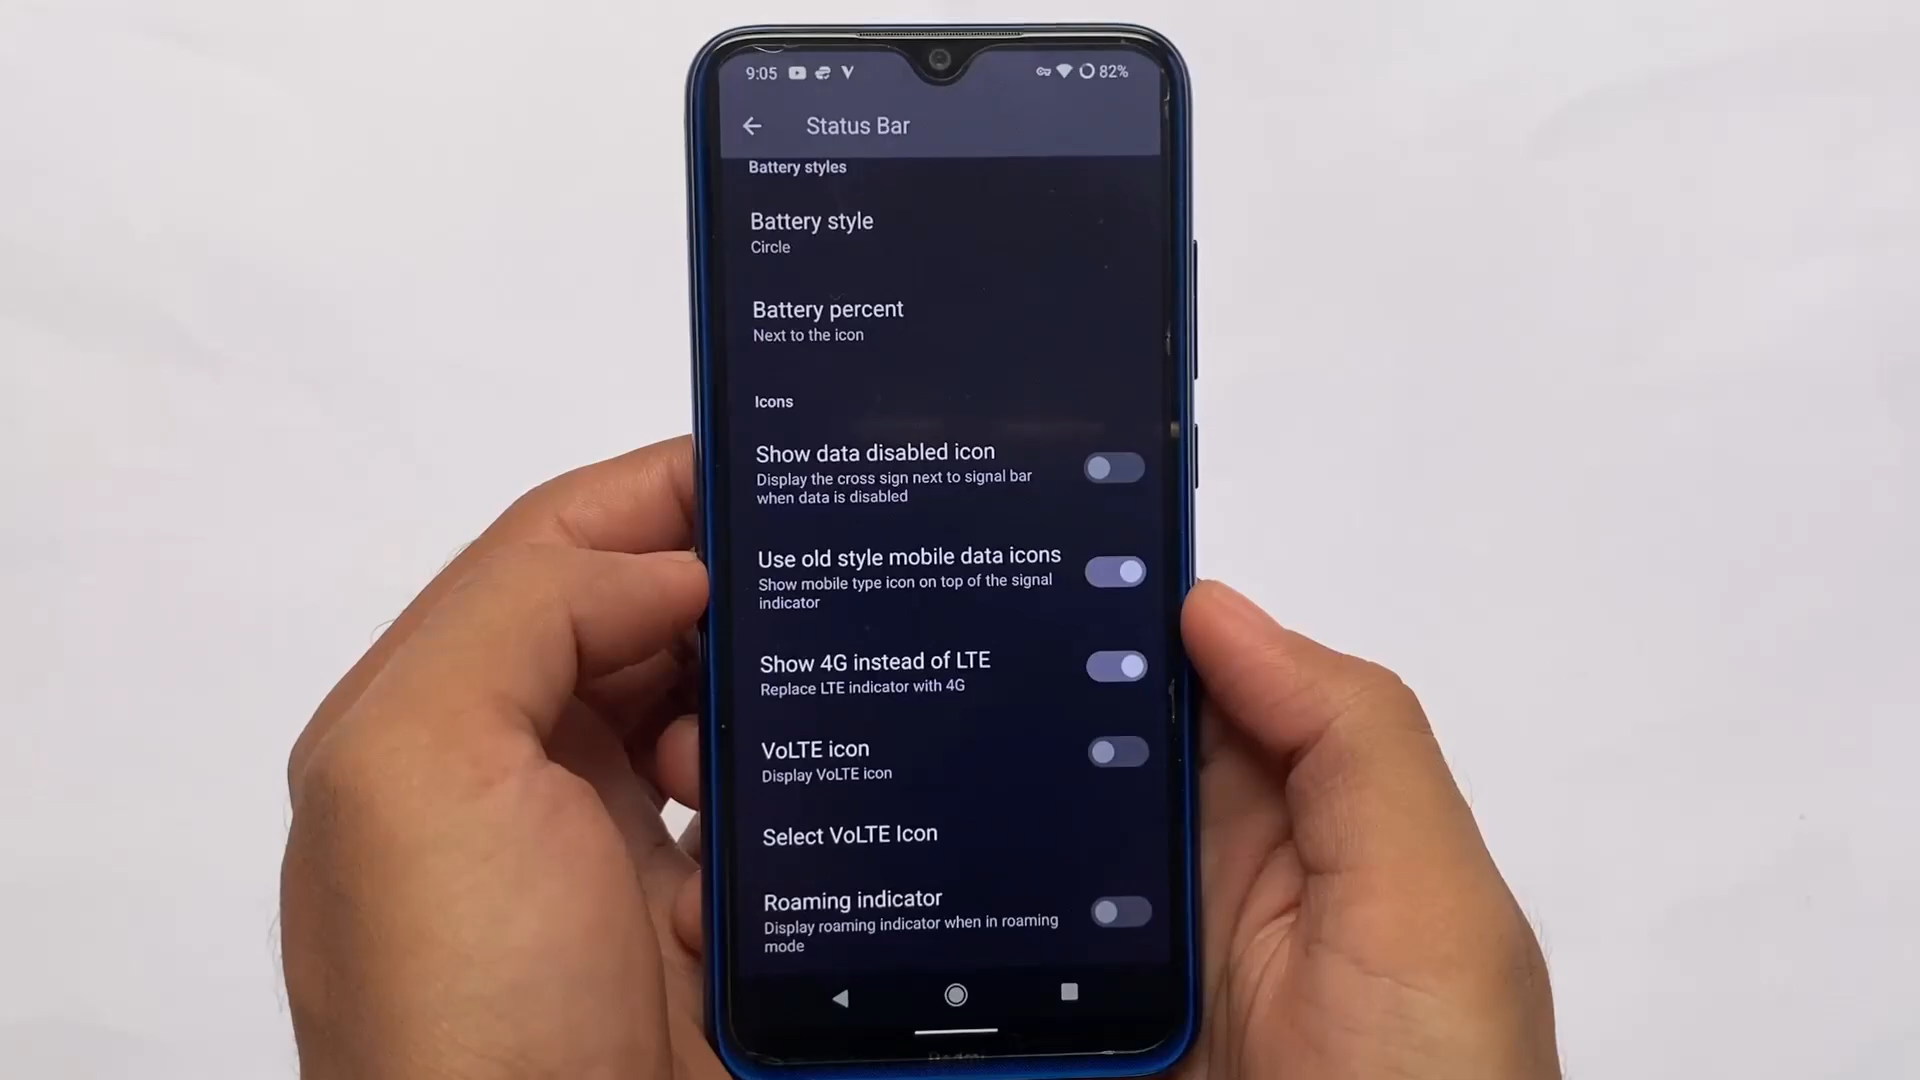 9:05 82%
Status Bar
Battery styles
Battery style
Circle
Battery percent
Next to the icon
Icons
Show data disabled icon
Display the cross sign next to signal bar
when data is disabled
Use old style mobile data icons
Show mobile type icon on top of the signal
indicator
Show 4G instead of LTE
Replace LTE indicator with 4G
VoLTE icon
Display VoLTE icon
Select VoLTE Icon
Roaming indicator
Display roaming indicator when in roaming
mode